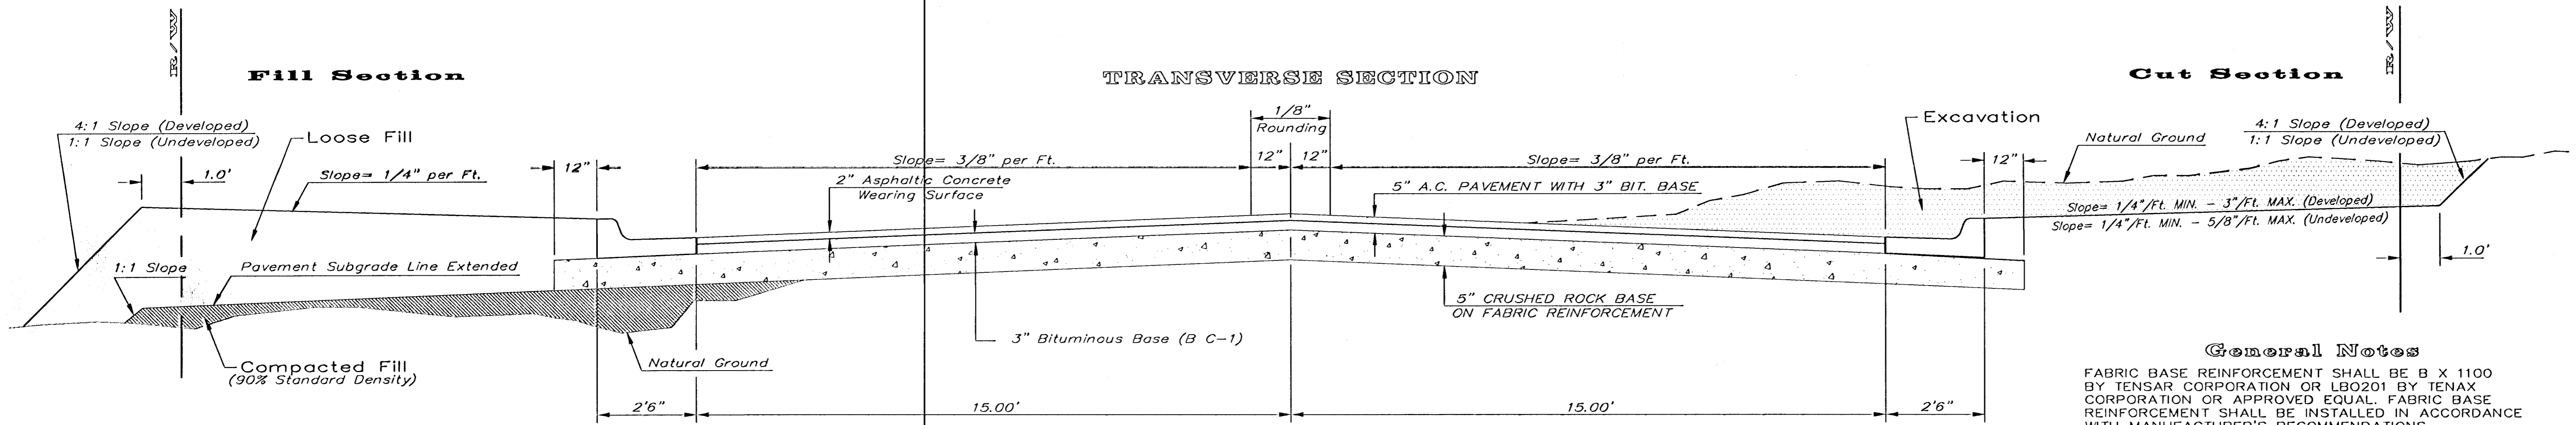 R/W
R/W
Fill Section
TRANSVERSE SECTION
Cut Section
1/8"
Rounding
4:1 Slope (Developed)
1:1 Slope (Undeveloped)
Loose Fill
Excavation
Natural Ground
4:1 Slope (Developed)
1:1 Slope (Undeveloped)
1.0'
Slope= 1/4" per Ft.
12"
Slope= 3/8" per Ft.
12"
12"
Slope= 3/8" per Ft.
12"
2" Asphaltic Concrete
Wearing Surface
5" A.C. PAVEMENT WITH 3" BIT. BASE
Slope= 1/4"/Ft. MIN. - 3"/Ft. MAX. (Developed)
Slope= 1/4"/Ft. MIN. - 5/8"/Ft. MAX. (Undeveloped)
1.0'
1:1 Slope
Pavement Subgrade Line Extended
5" CRUSHED ROCK BASE
ON FABRIC REINFORCEMENT
3" Bituminous Base (B C-1)
Compacted Fill
(90% Standard Density)
Natural Ground
2'6"
15.00'
15.00'
2'6"
General Notes
FABRIC BASE REINFORCEMENT SHALL BE B X 1100
BY TENSAR CORPORATION OR LBO201 BY TENAX
CORPORATION OR APPROVED EQUAL. FABRIC BASE
REINFORCEMENT SHALL BE INSTALLED IN ACCORDANCE
WITH MANUFACTURER'S RECOMMENDATIONS